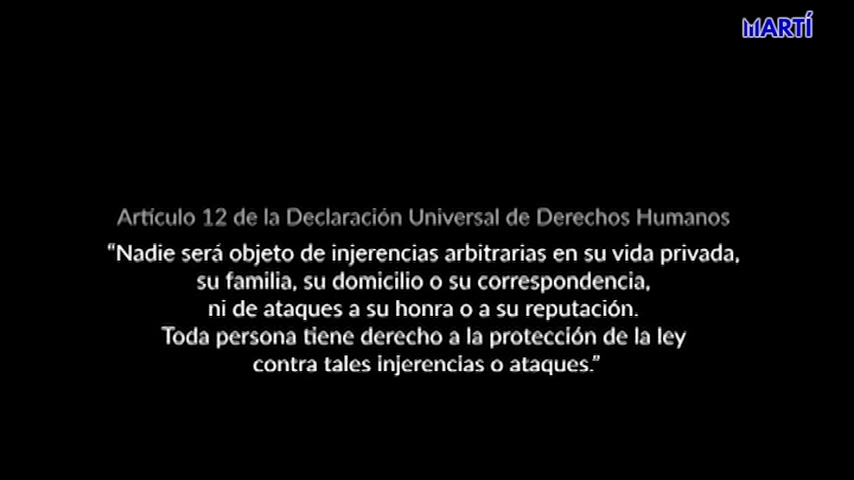 MARTÍ
Artículo 12 de la Declaración Universal de Derechos Humanos
“Nadie será objeto de injerencias arbitrarias en su vida privada,
su familia, su domicilio o su correspondencia,
ni de ataques a su honra o a su reputación.
Toda persona tiene derecho a la protección de la ley
contra tales injerencias o ataques.”